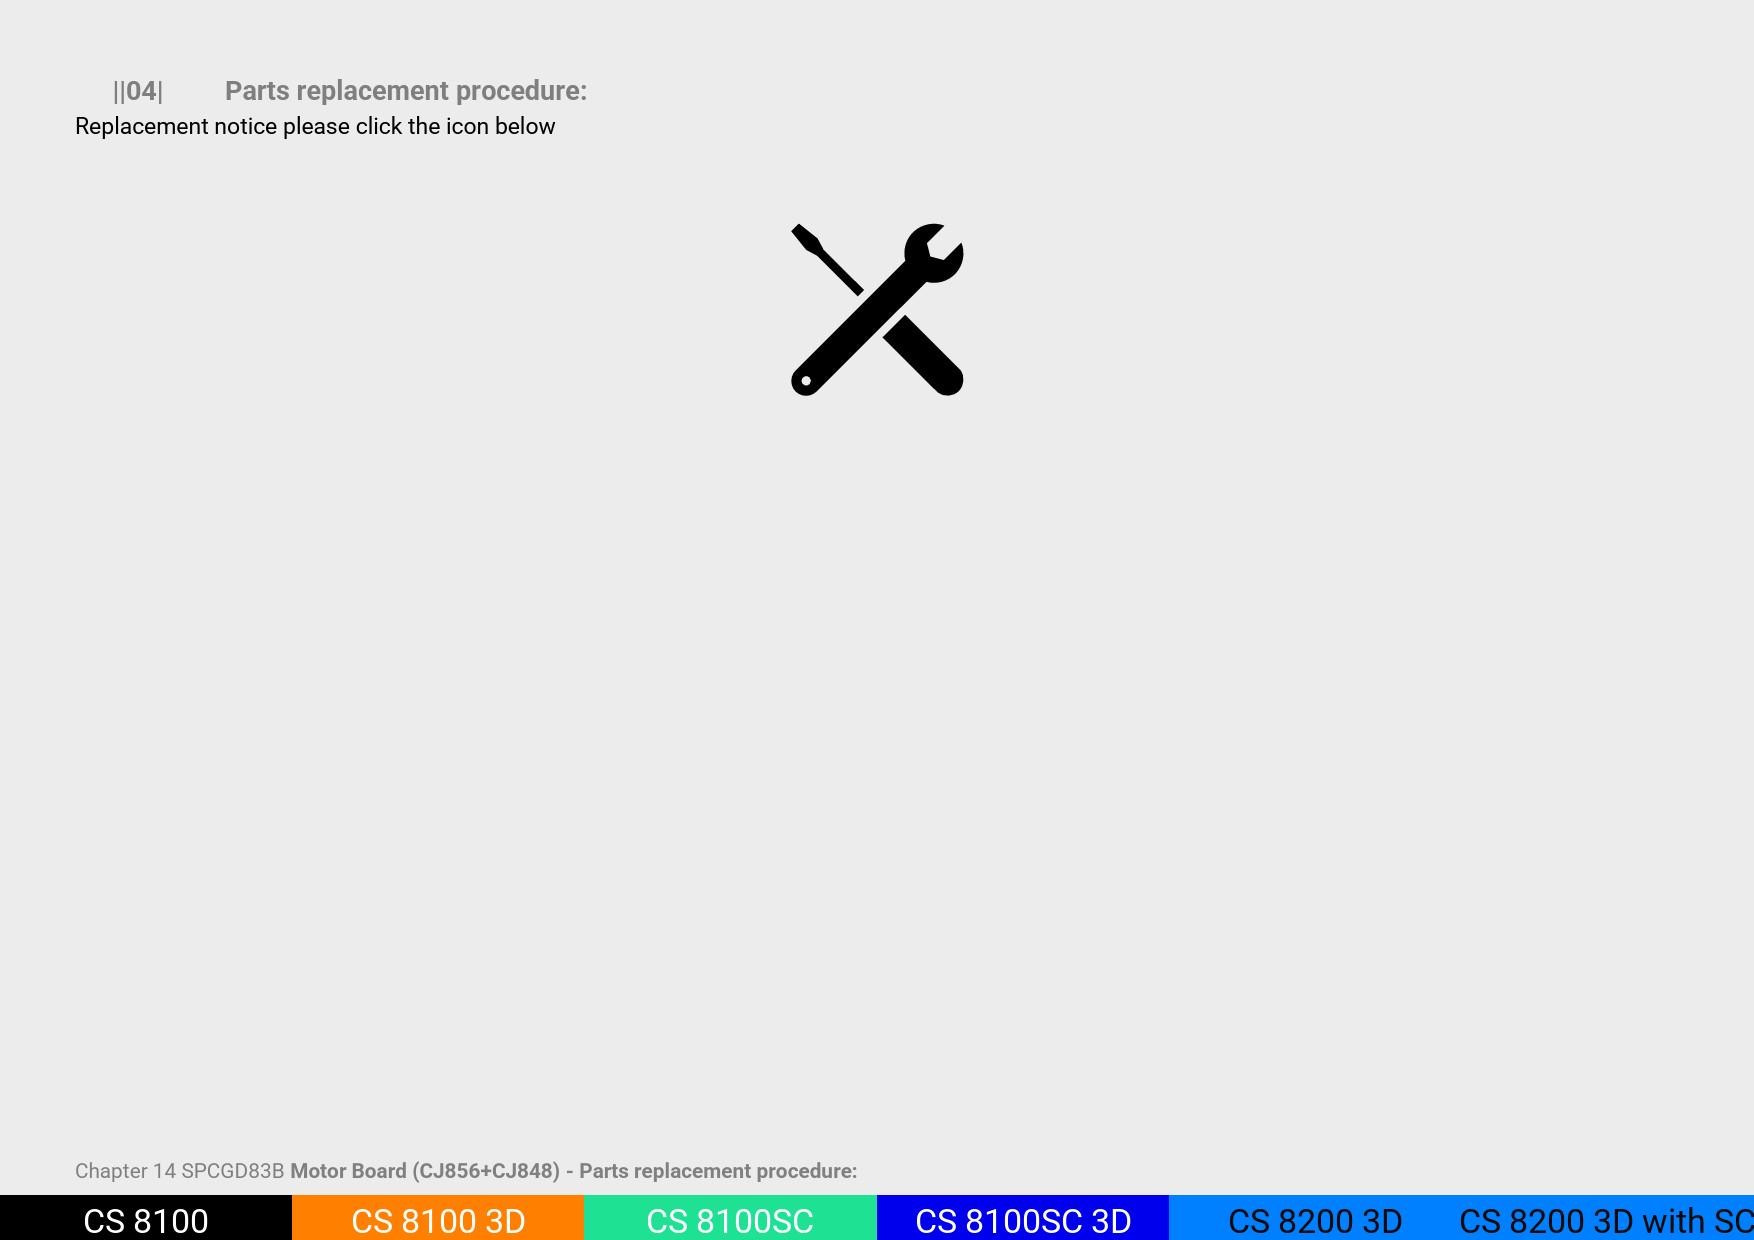 ||04| Parts replacement procedure:
Replacement notice please click the icon below
Chapter 14 SPCGD83B Motor Board (CJ856+CJ848) - Parts replacement procedure:
CS 8100 CS 8100 3D CS 8100SC CS 8100SC 3D CS 8200 3D CS 8200 3D with SC